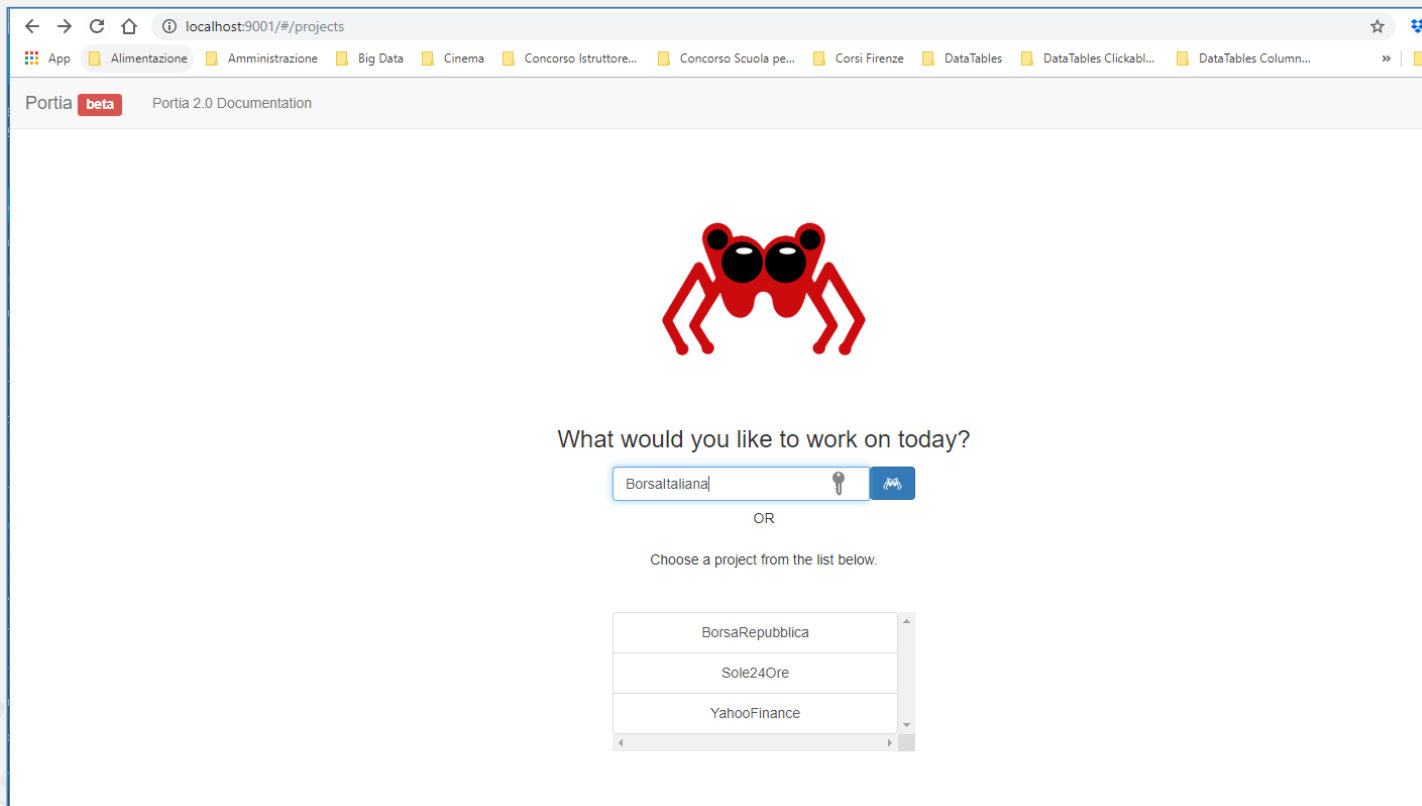 localhost:9001/#/projects
App Alimentazione Amministrazione Big Data Cinema Concorso Istruttore... Concorso Scuola pe... Corsi Firenze DataTables DataTables Clickabl... DataTables Column... »
Portia beta Portia 2.0 Documentation
What would you like to work on today?
BorsaItaliana
OR
Choose a project from the list below.
BorsaRepubblica
Sole24Ore
YahooFinance